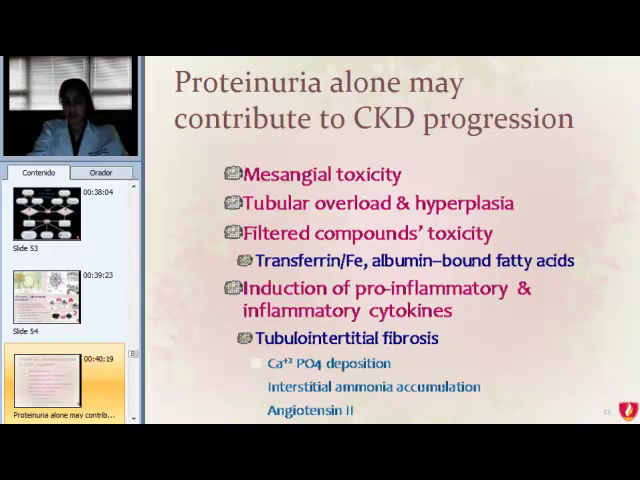 Proteinuria alone may
contribute to CKD progression
Mesangial toxicity
Tubular overload & hyperplasia
Filtered compounds' toxicity
Transferrin/Fe, albumin–bound fatty acids
Induction of pro-inflammatory &
inflammatory cytokines
Tubulointertitial fibrosis
Ca+2 PO4 deposition
Interstitial ammonia accumulation
Angiotensin II
55
Contenido
Orador
00:38:04
Slide 53
00:39:23
Slide 54
00:40:19
Proteinuria alone may contrib...